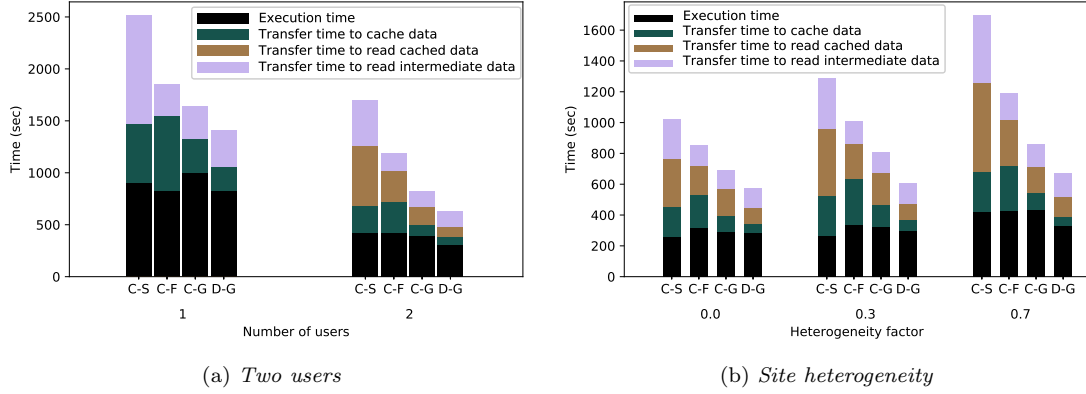 Execution time
Transfer time to cache data
Transfer time to read cached data
Transfer time to read intermediate data
Time (sec)
2500
2000
1500
1000
500
0
C-S C-F C-G D-G C-S C-F C-G D-G
1 2
Number of users
(a) Two users
Execution time
Transfer time to cache data
Transfer time to read cached data
Transfer time to read intermediate data
Time (sec)
1600
1400
1200
1000
800
600
400
200
0
C-S C-F C-G D-G C-S C-F C-G D-G C-S C-F C-G D-G
0.0 0.3 0.7
Heterogeneity factor
(b) Site heterogeneity